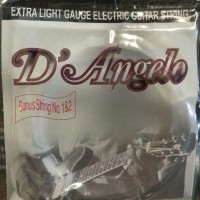 EXTRA LIGHT GAUGE ELECTRIC GUITAR STRING
D'Angelo
Bonus String No. 1&2